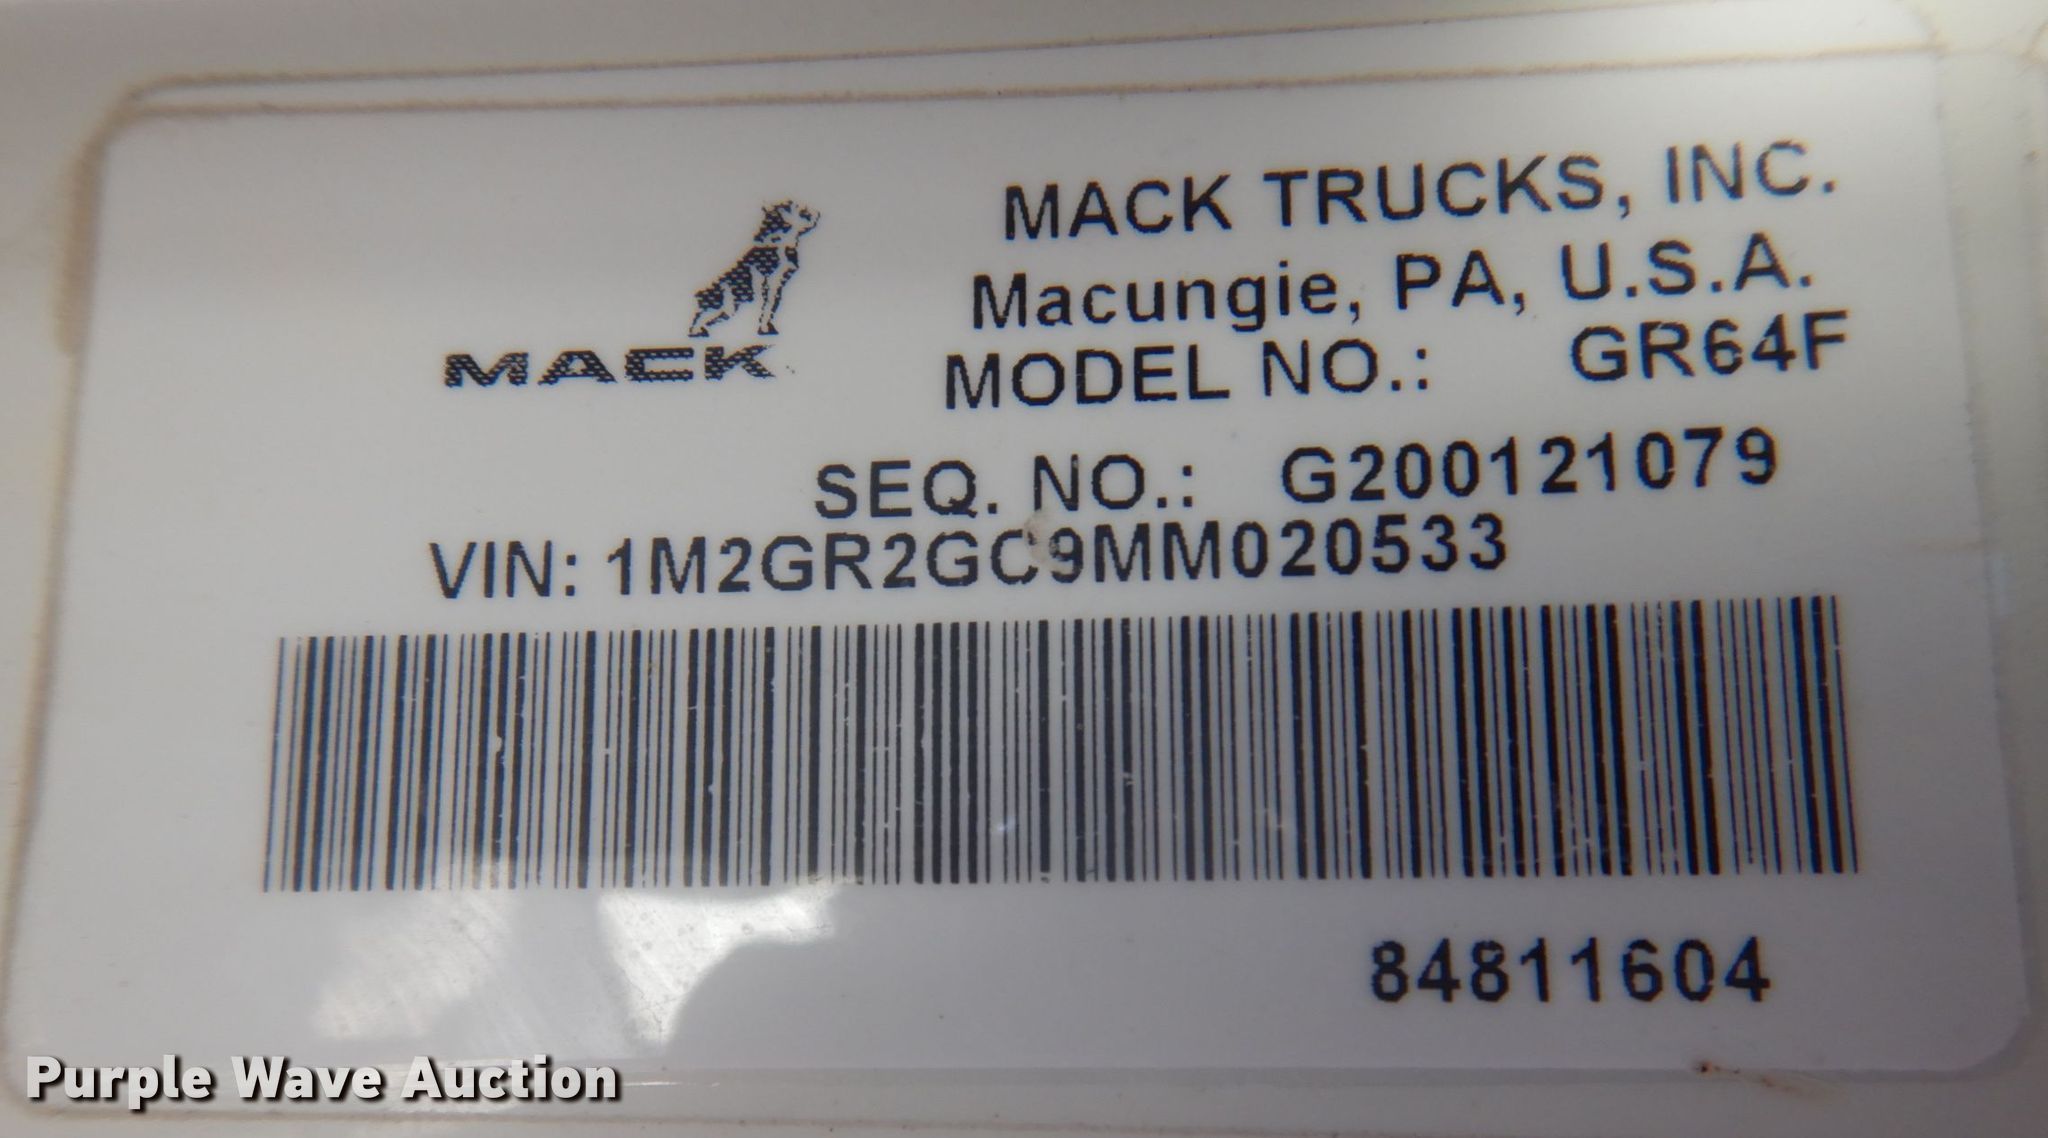 MACK
MACK TRUCKS, INC.
Macungie, PA, U.S.A.
MODEL NO.: GR64F
SEQ. NO.: G200121079
VIN: 1M2GR2GC9MM020533
84811604
Purple Wave Auction